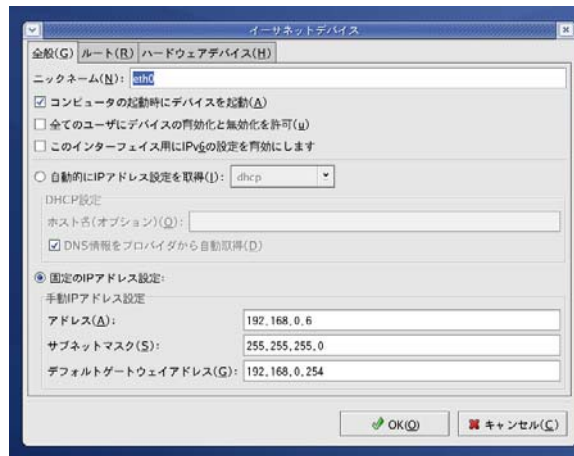 イーサネットデバイス
全般(G) ルート(R) ハードウェアデバイス(H)
ニックネーム(N): eth0
コンピュータの起動時にデバイスを起動(A)
全てのユーザにデバイスの有効化と無効化を許可(u)
このインターフェイス用にIPv6の設定を有効にします
自動的にIPアドレス設定を取得(I): dhcp
DHCP設定
ホスト名(オプション)(O):
DNS情報をプロバイダから自動取得(D)
固定のIPアドレス設定:
手動IPアドレス設定
アドレス(A): 192.168.0.6
サブネットマスク(S): 255.255.255.0
デフォルトゲートウェイアドレス(G): 192.168.0.254
OK(O) キャンセル(C)